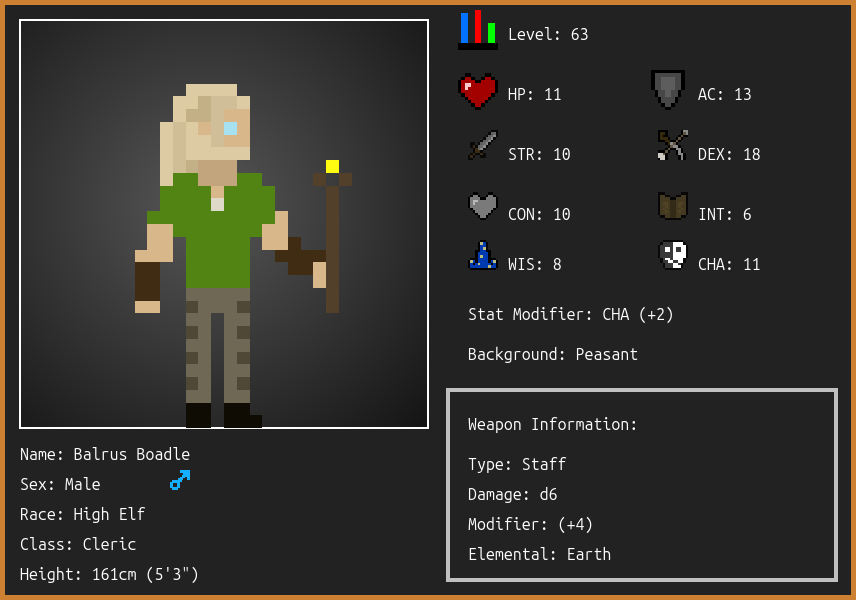 Level: 63
HP: 11
AC: 13
STR: 10
DEX: 18
CON: 10
INT: 6
WIS: 8
CHA: 11
Stat Modifier: CHA (+2)
Background: Peasant
Weapon Information:
Type: Staff
Damage: d6
Modifier: (+4)
Elemental: Earth
Name: Balrus Boadle
Sex: Male
Race: High Elf
Class: Cleric
Height: 161cm (5'3")